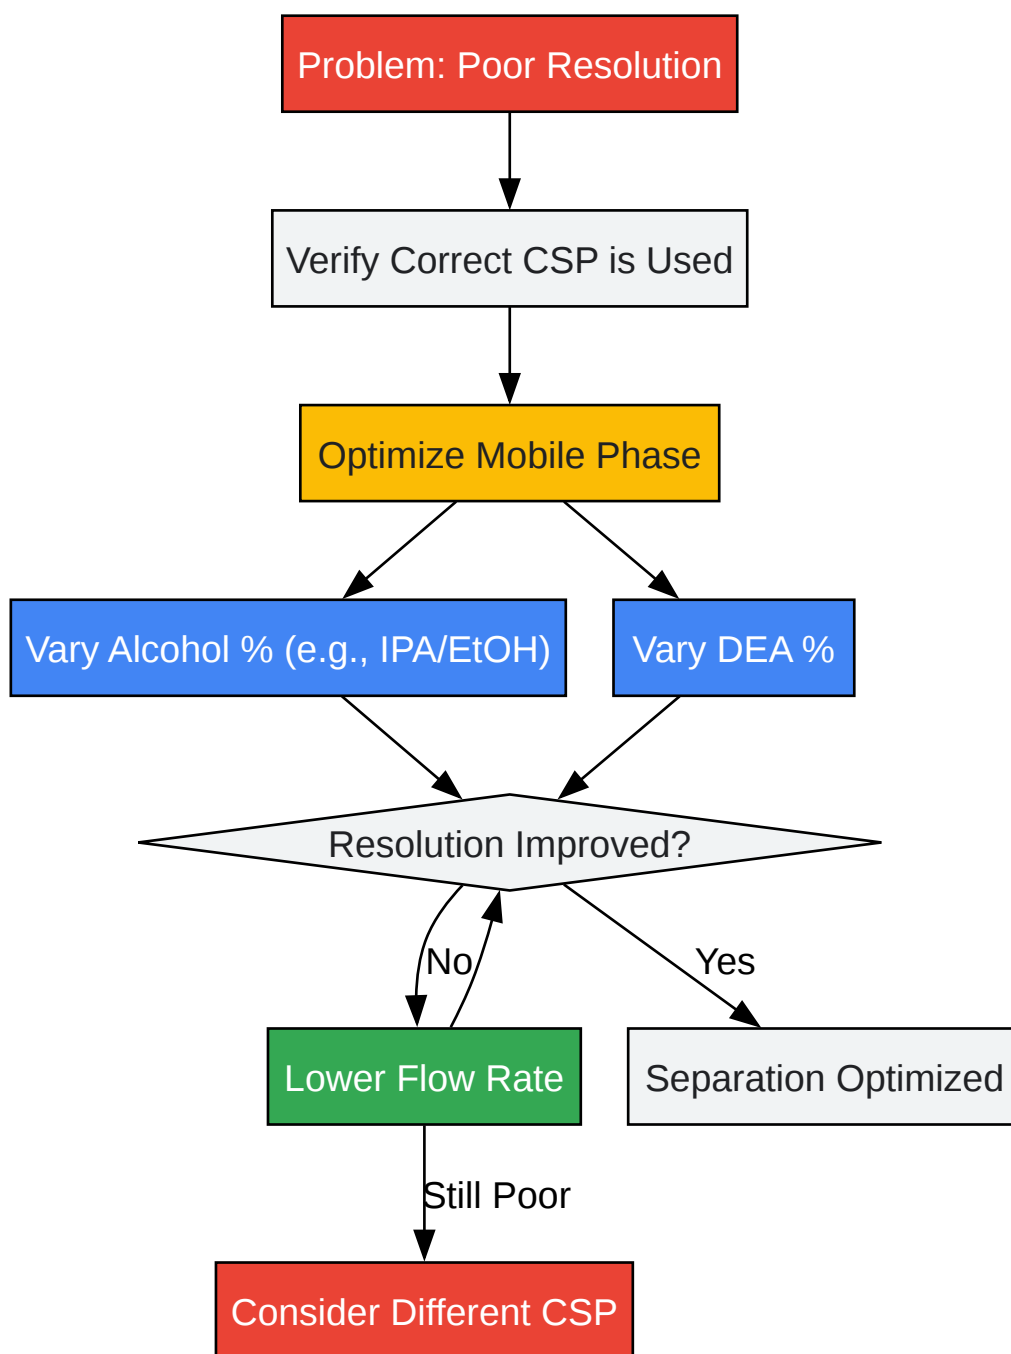 Problem: Poor Resolution
Verify Correct CSP is Used
Optimize Mobile Phase
Vary Alcohol % (e.g., IPA/EtOH)
Vary DEA %
Resolution Improved?
No
Yes
Lower Flow Rate
Separation Optimized
Still Poor
Consider Different CSP